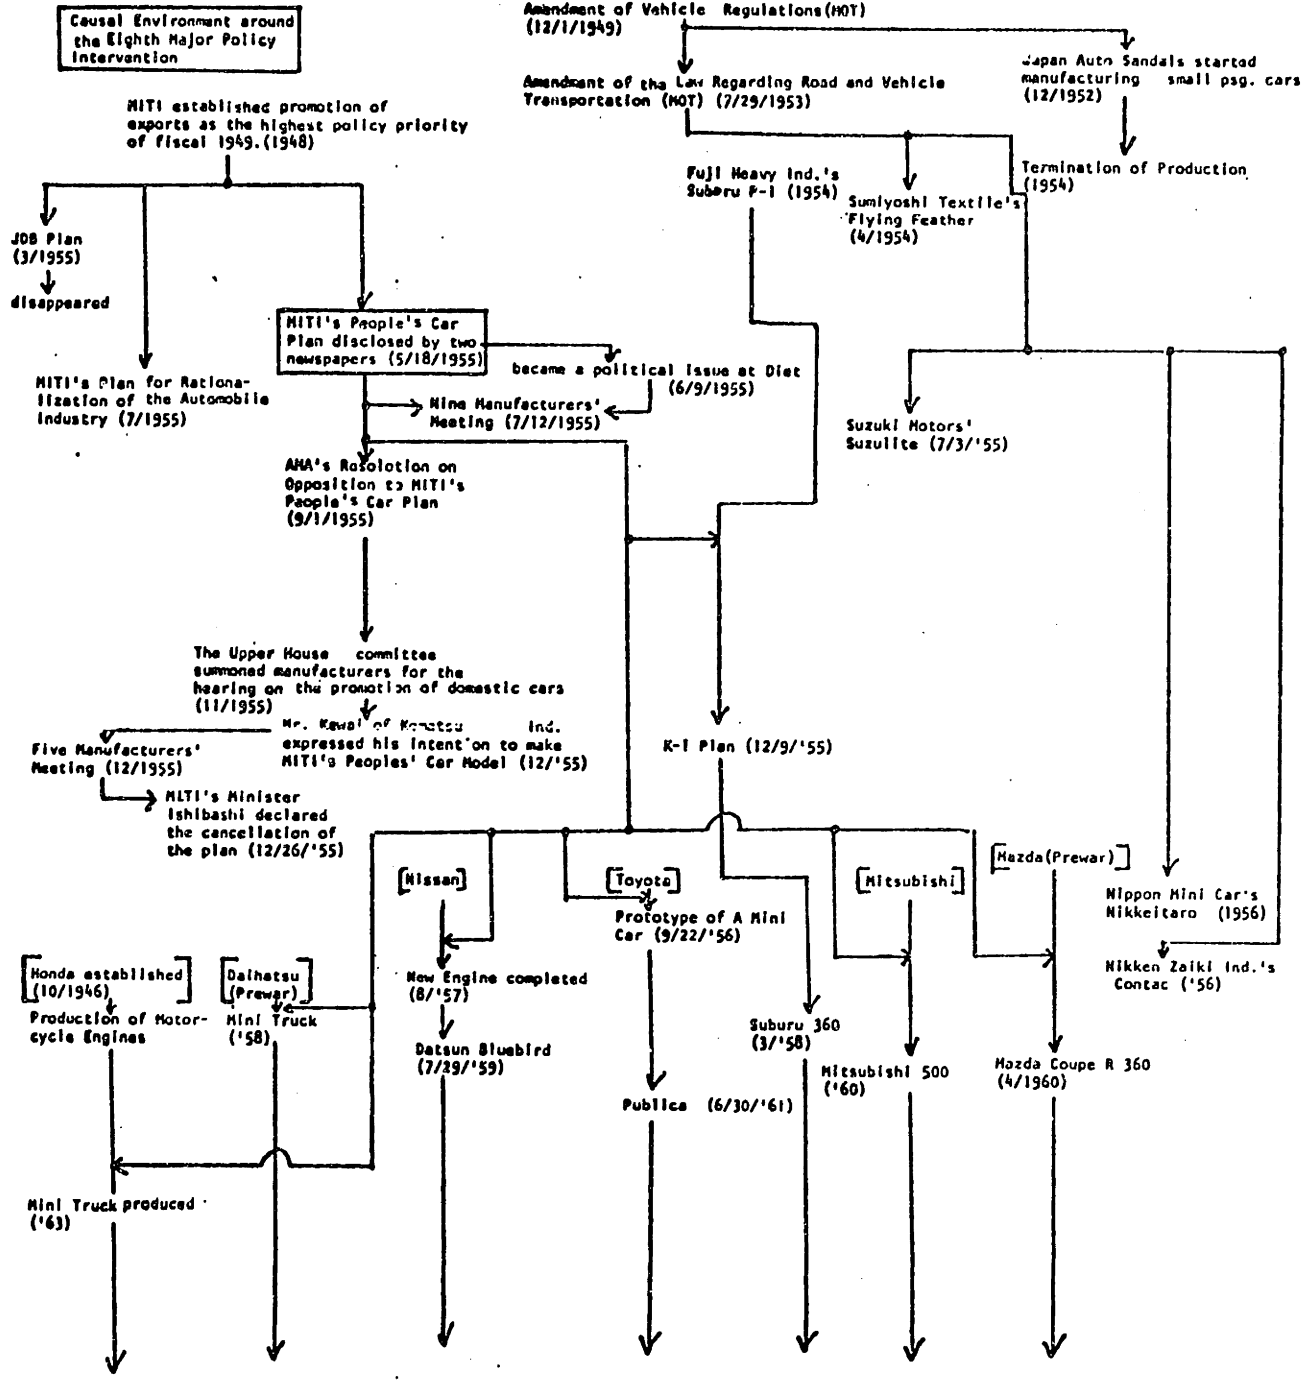 Causal Environment around
the Eighth Major Policy
Intervention
Amendment of Vehicle Regulations(MOT)
(12/1/1949)
Japan Auto Sandals started
manufacturing small psg. cars
(12/1952)
Amendment of the Law Regarding Road and Vehicle
Transportation (MOT) (7/29/1953)
MITI established promotion of
exports as the highest policy priority
of fiscal 1949.(1948)
Termination of Production
(1954)
Fuji Heavy Ind.'s
Suberu P-1 (1954)
Sumiyoshi Textile's
Flying Feather
(4/1954)
JDB Plan
(3/1955)
disappeared
MITI's People's Car
Plan disclosed by two
newspapers (5/18/1955)
became a political issue at Diet
(6/9/1955)
MITI's Plan for Rationa-
lization of the Automobile
Industry (7/1955)
Nine Manufacturers'
Meeting (7/12/1955)
Suzuki Motors'
Suzulite (7/3/'55)
AMA's Rasolotion on
Opposition to MITI's
People's Car Plan
(9/1/1955)
The Upper House committee
summoned manufacturers for the
hearing on the promotion of domestic cars
(11/1955)
Mr. Kawai of Komatsu Ind.
expressed his intent on to make
MITI's Peoples' Car Model (12/'55)
K-1 Plan (12/9/'55)
Five Manufacturers'
Meeting (12/1955)
MLTI's Minister
Ishibashi declared
the cancellation of
the plan (12/26/'55)
[Nissan]
[Toyota]
[Mitsubishi]
[Mazda(Prewar)]
Nippon Mini Car's
Nikkeitaro (1956)
Prototype of A Mini
Car (9/22/'56)
Nikken Zaiki Ind.'s
Contac ('56)
[Honda established
(10/1946)]
[Daihatsu
(Prewar)]
New Engine completed
(8/'57)
Production of Motor-
cycle Engines
Mini Truck
('58)
Suburu 360
(3/'58)
Datsun Bluebird
(7/29/'59)
Mitsubishi 500
('60)
Mazda Coupe R 360
(4/1960)
Publica (6/30/'61)
Mini Truck produced
('63)